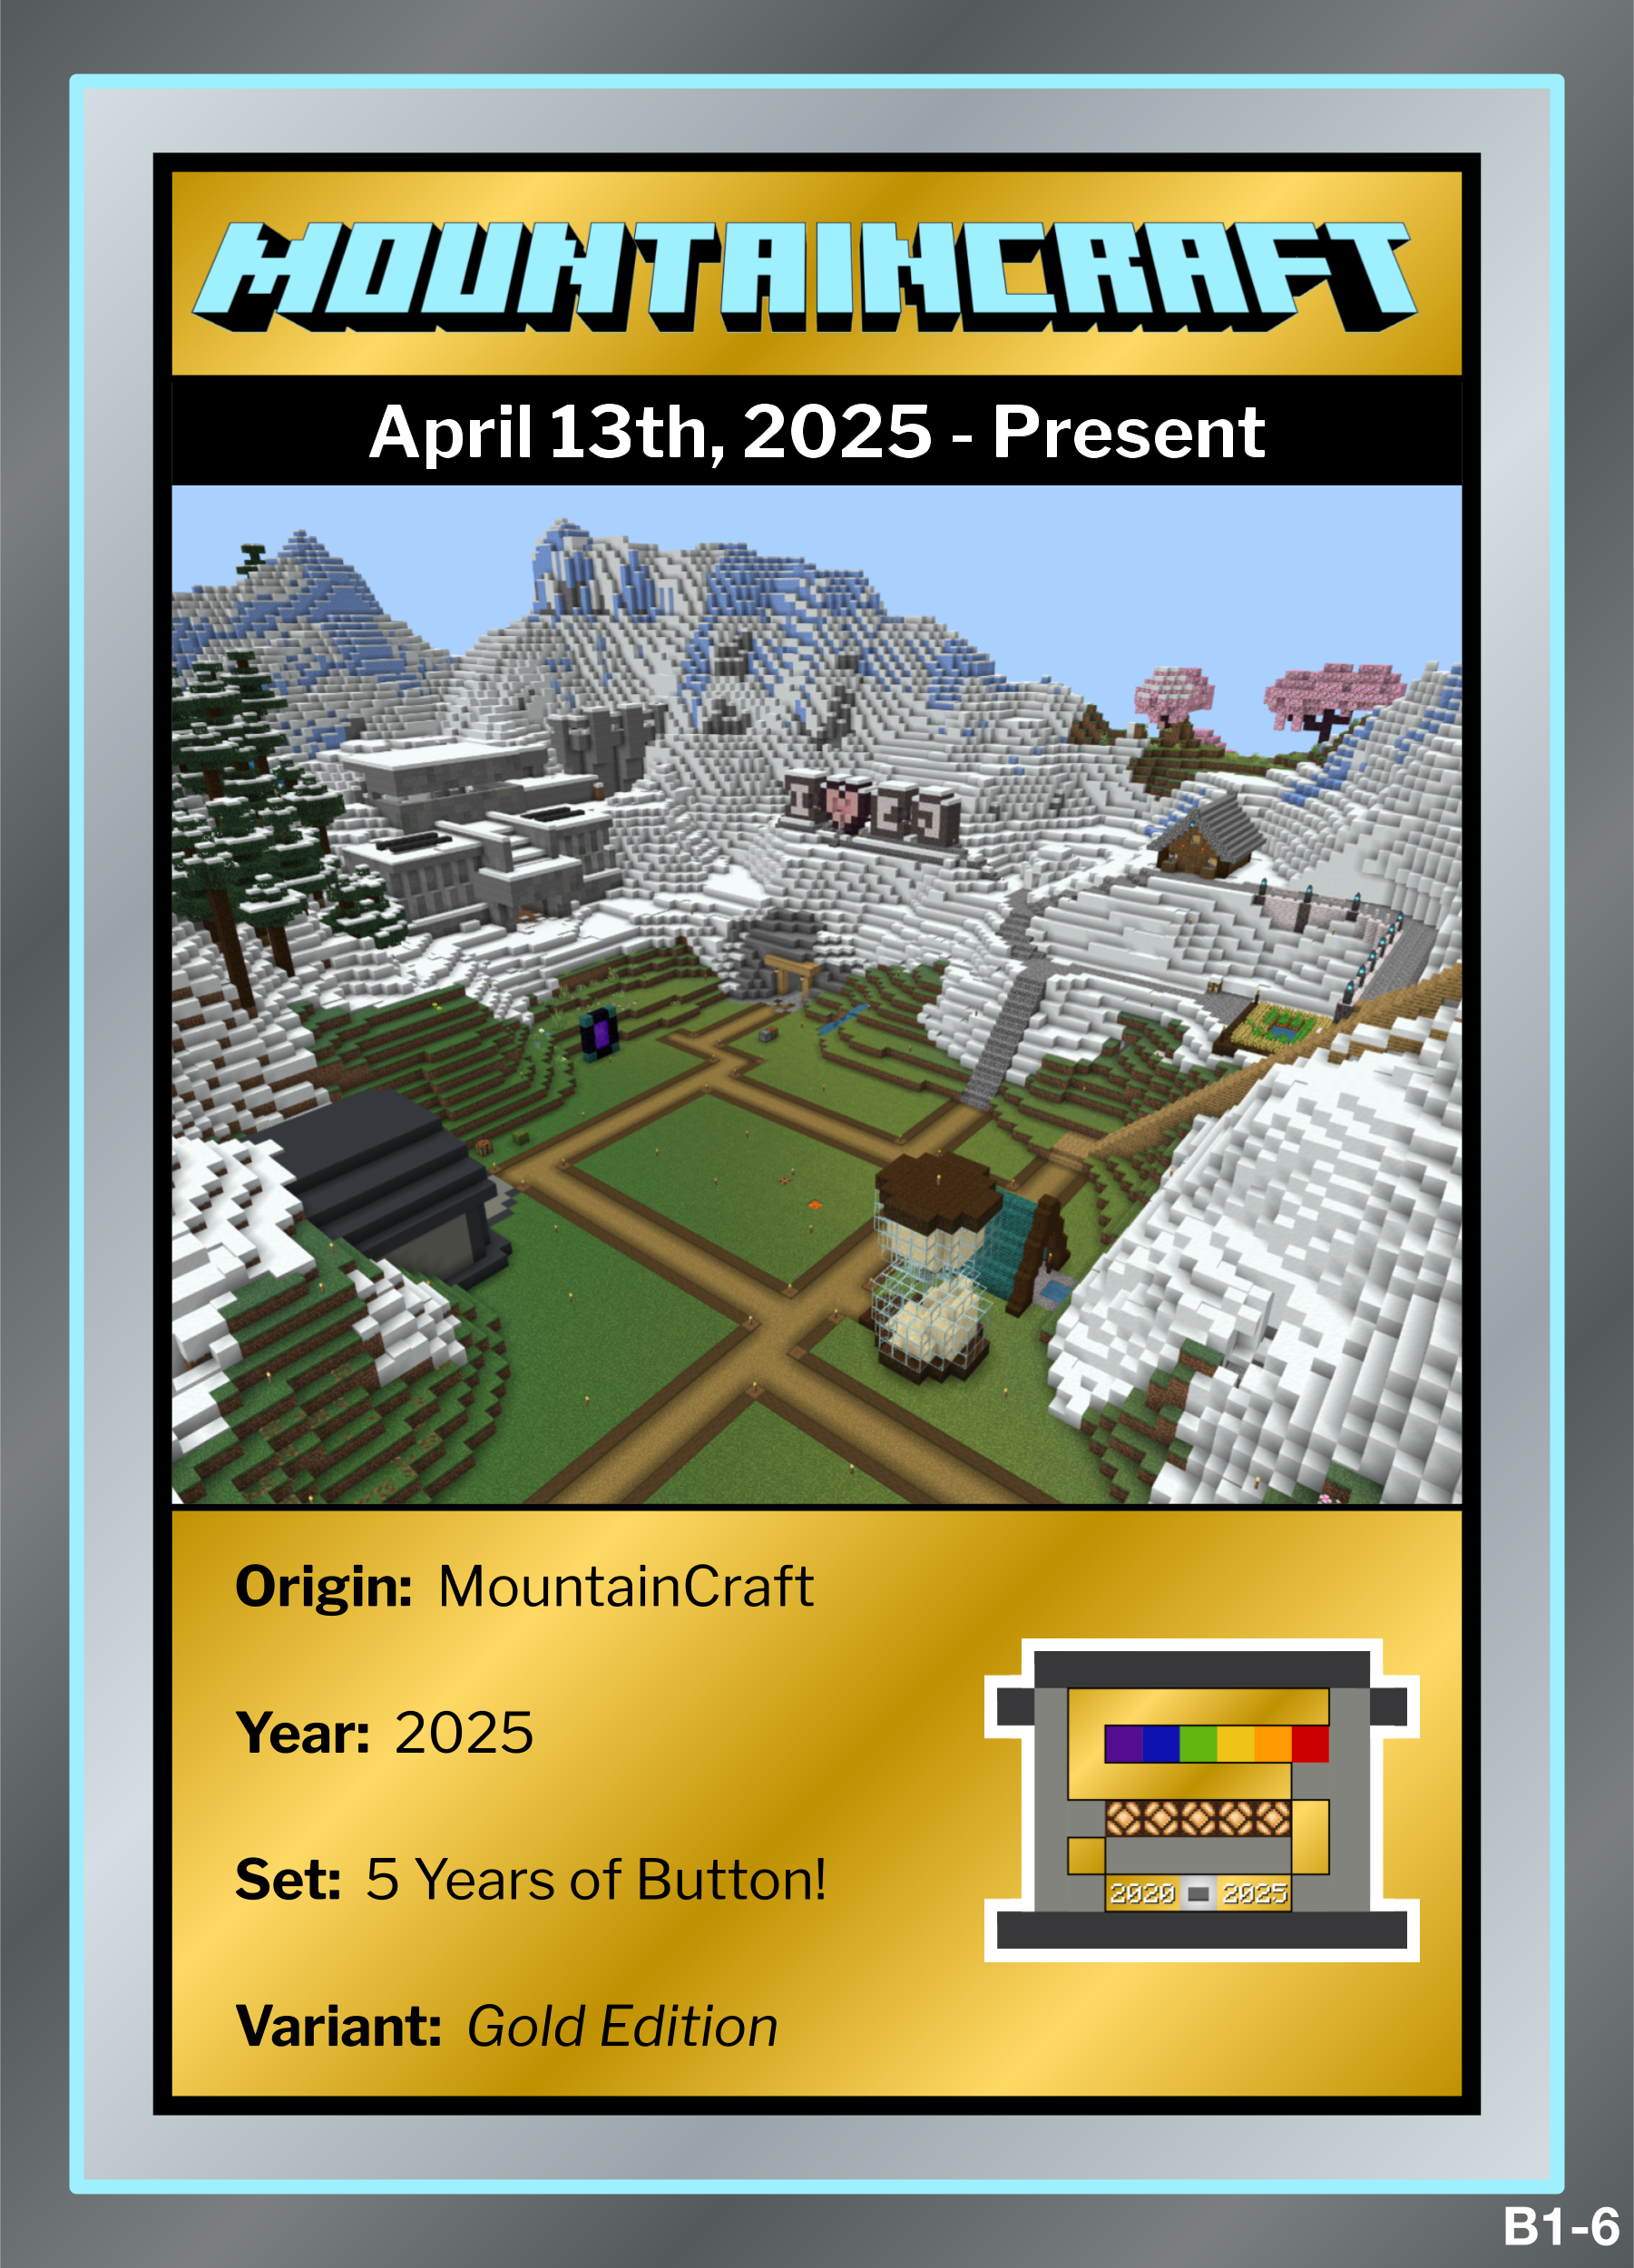 MOUNTAINCRAFT
April 13th, 2025 - Present
I ♥ CJ
Origin: MountainCraft
Year: 2025
Set: 5 Years of Button!
2020 2025
Variant: Gold Edition
B1-6